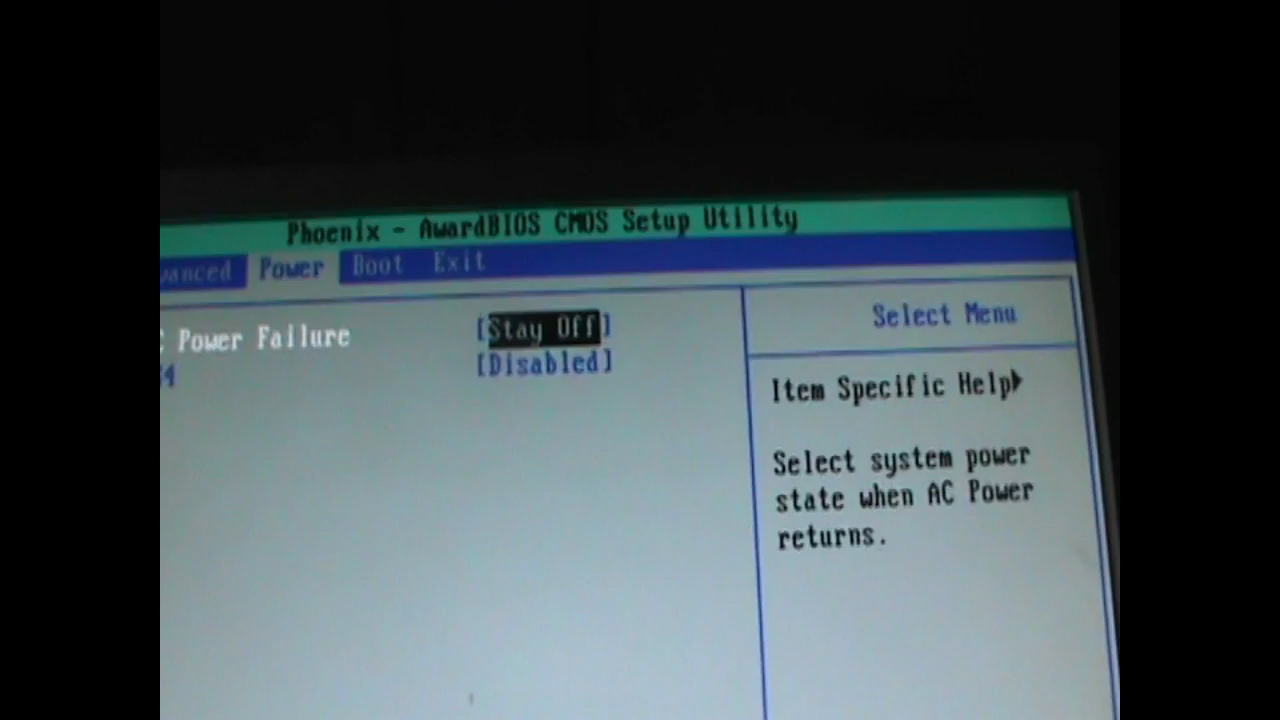 Phoenix - AwardBIOS CMOS Setup Utility
Power Boot Exit
Power Failure [Stay Off]
[Disabled]
Select Menu
Item Specific Help▶
Select system power
state when AC Power
returns.